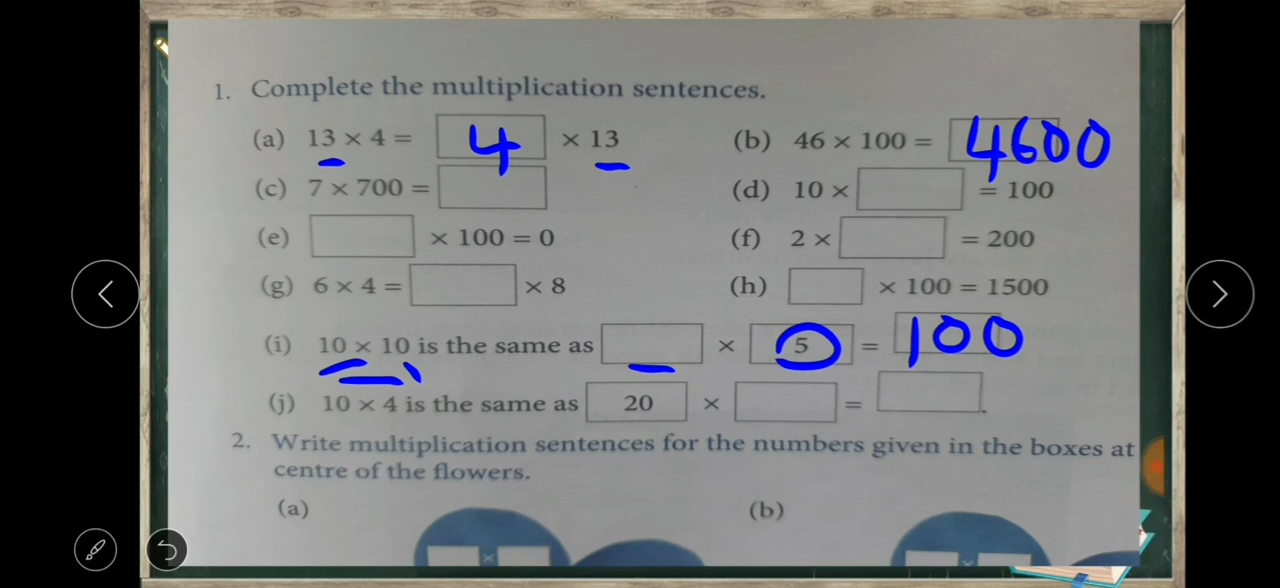 1. Complete the multiplication sentences.
(a) 13 × 4 = 4 × 13 (b) 46 × 100 = 4600
(c) 7 × 700 = (d) 10 × = 100
(e) × 100 = 0 (f) 2 × = 200
(g) 6 × 4 = × 8 (h) × 100 = 1500
(i) 10 × 10 is the same as × 5 = 100
(j) 10 × 4 is the same as 20 × = .
2. Write multiplication sentences for the numbers given in the boxes at
centre of the flowers.
(a) (b)
× ×